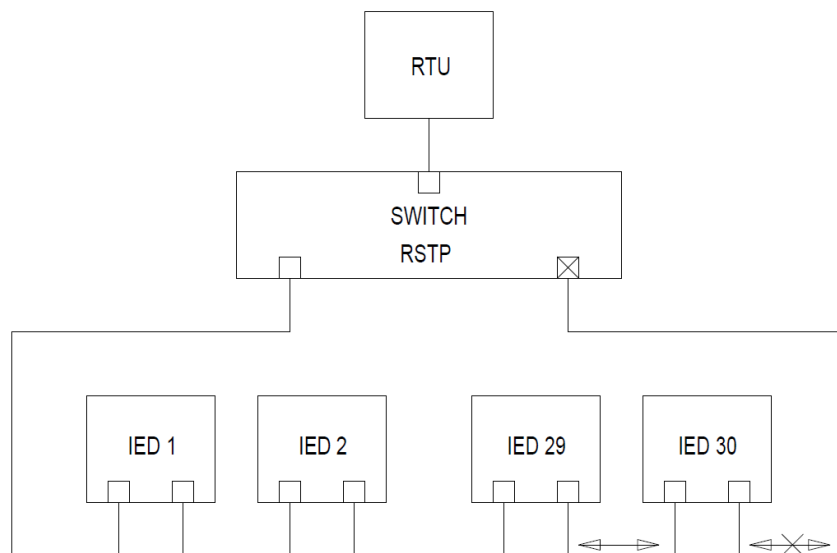 RTU
SWITCH
RSTP
IED 1
IED 2
IED 29
IED 30